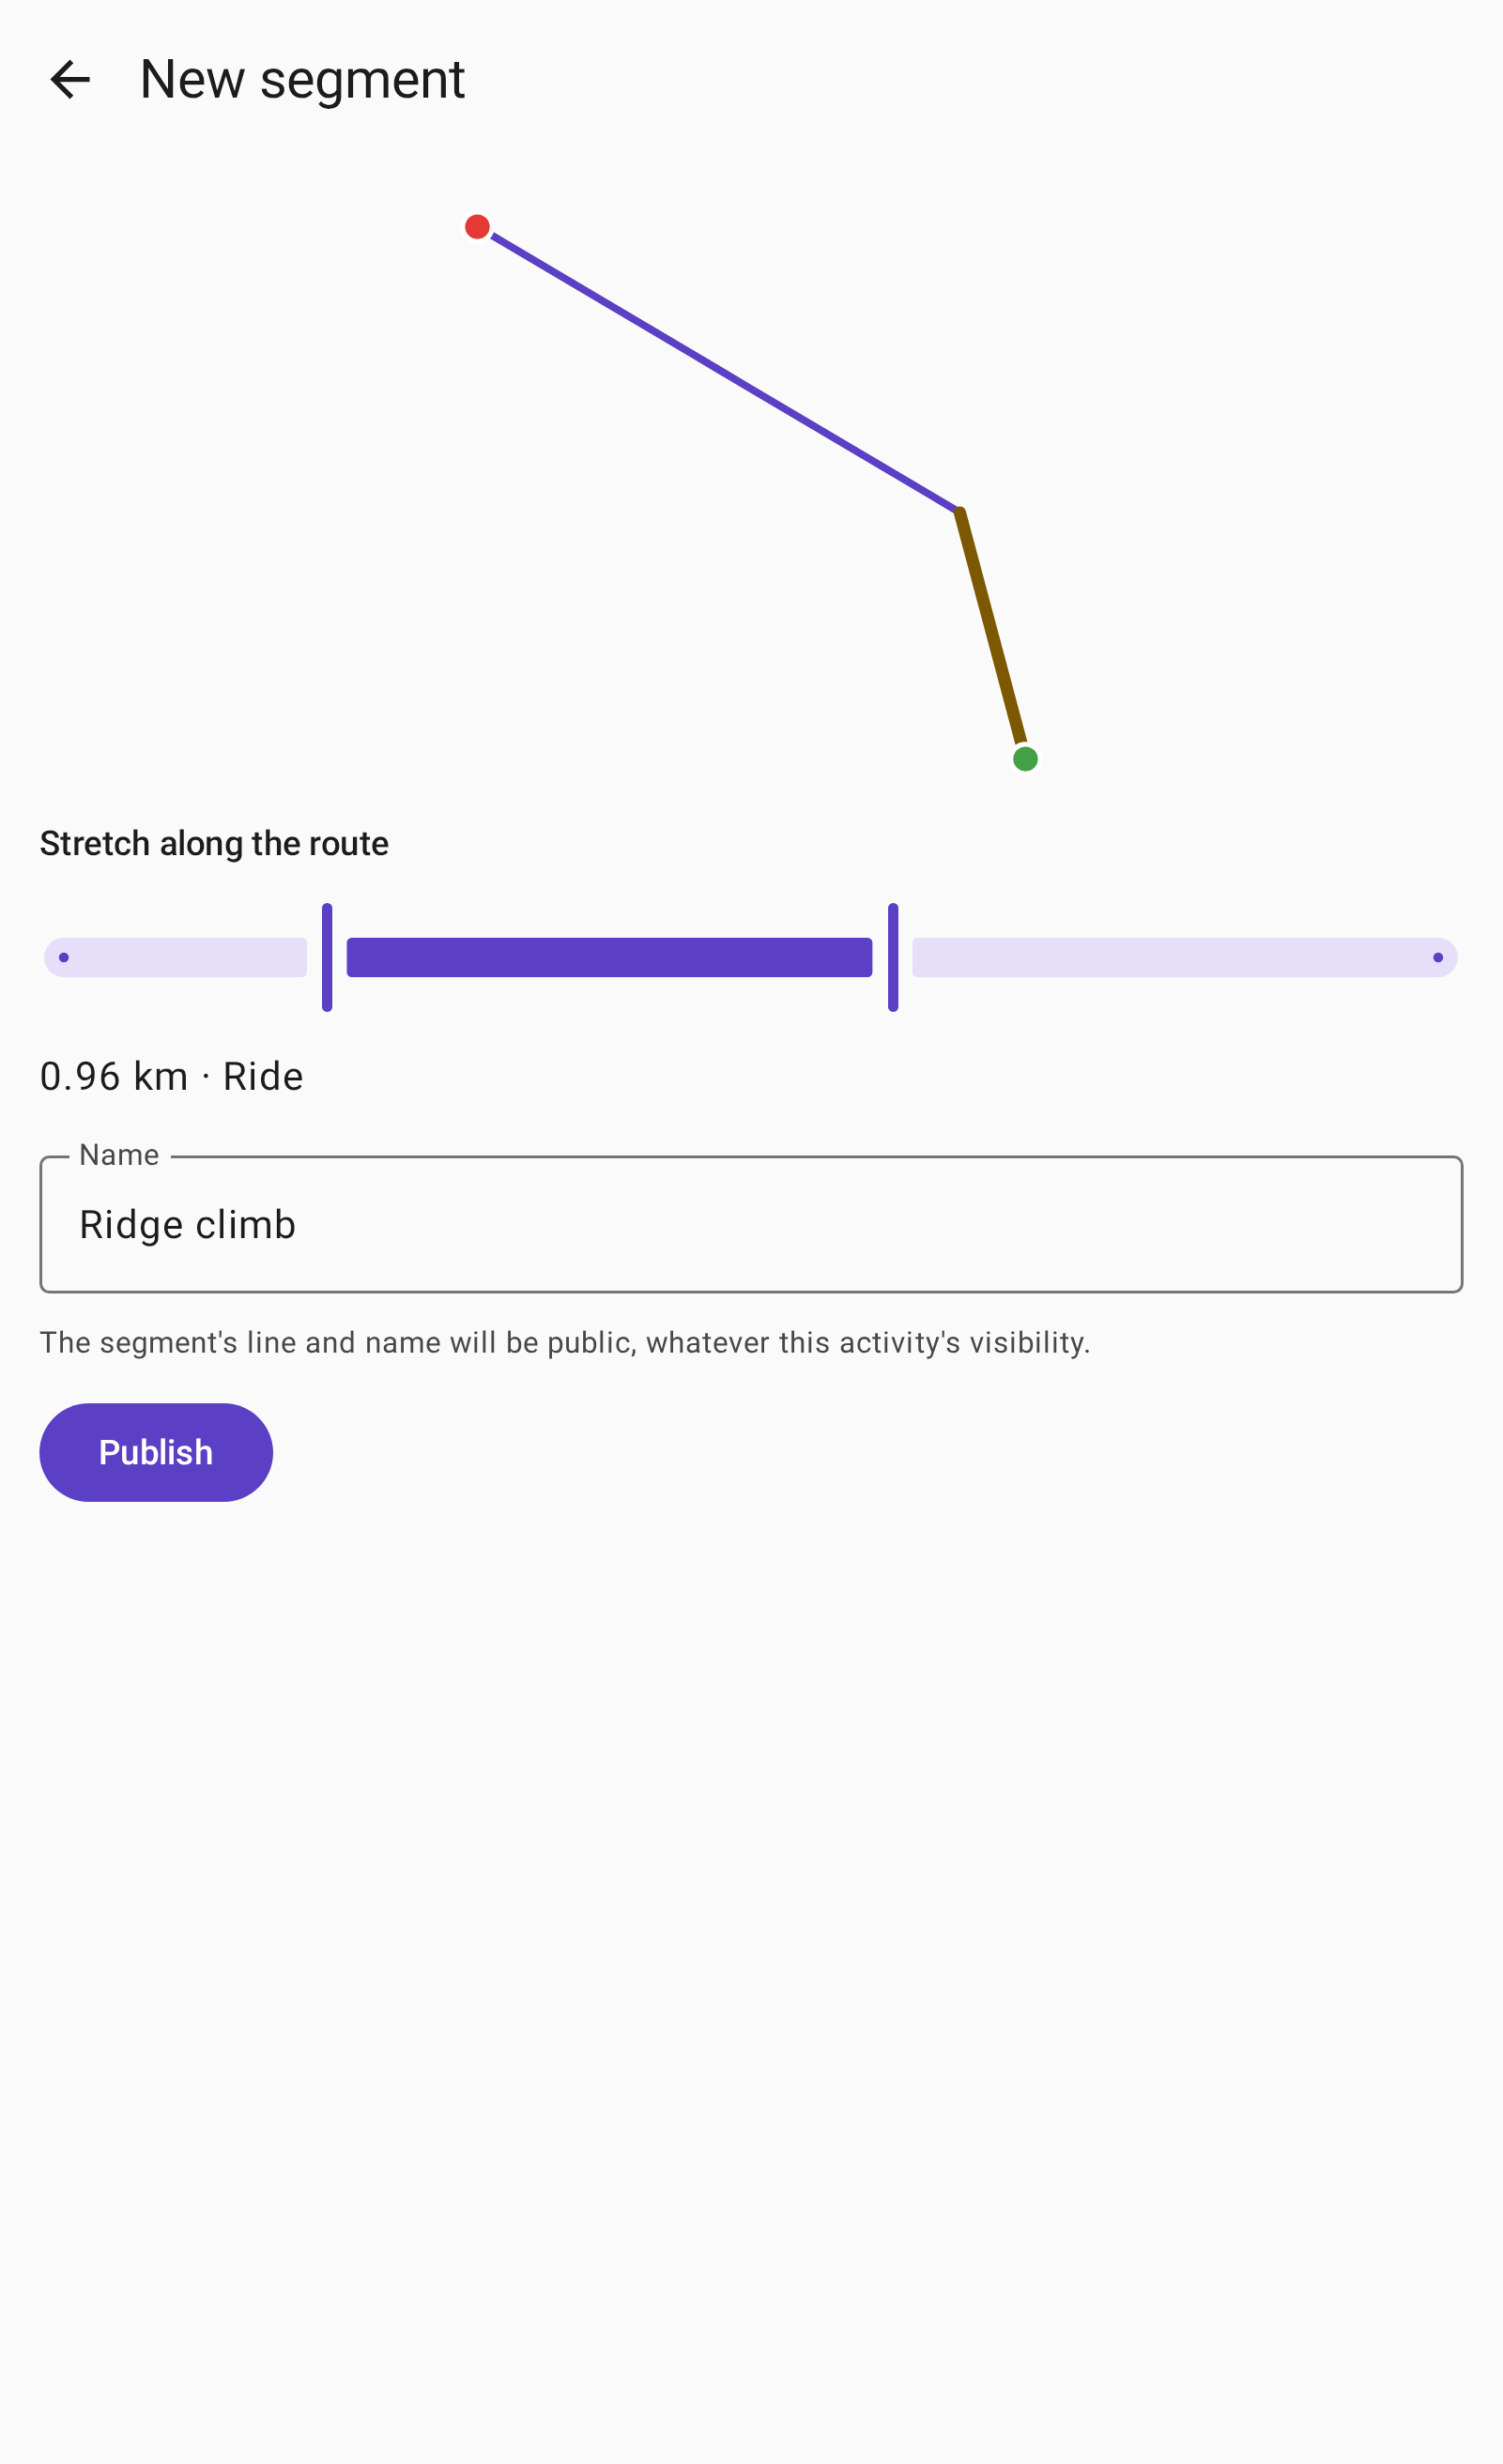 New segment
Stretch along the route
0.96 km · Ride
Name
Ridge climb
The segment's line and name will be public, whatever this activity's visibility.
Publish